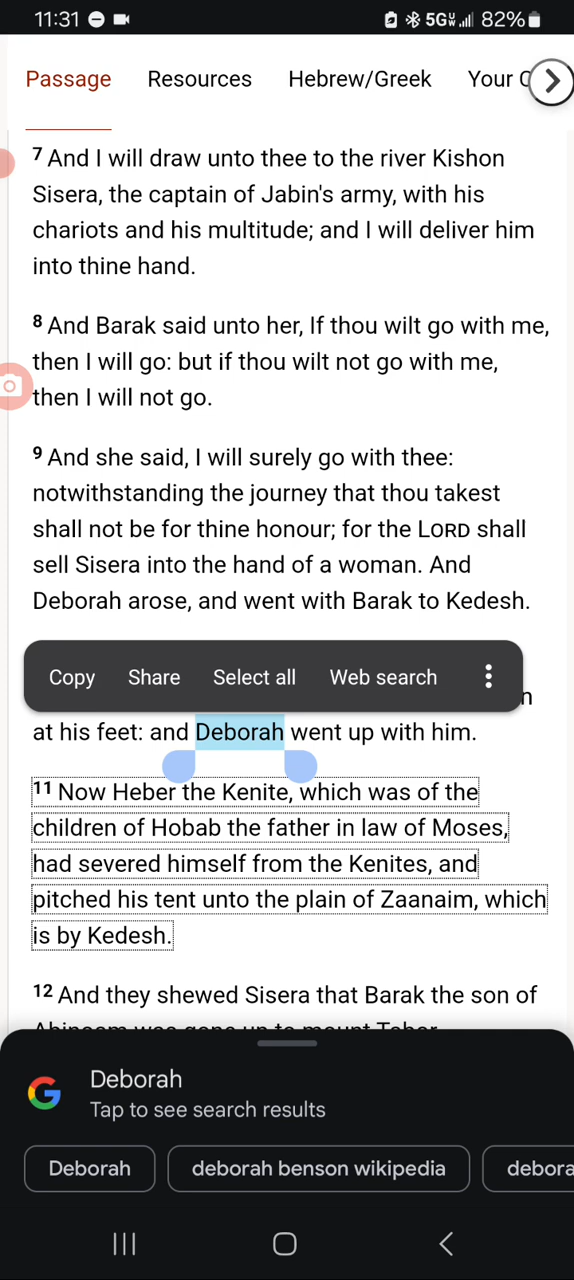 11:31 5G 82%
Passage Resources Hebrew/Greek Your
7 And I will draw unto thee to the river Kishon
Sisera, the captain of Jabin's army, with his
chariots and his multitude; and I will deliver him
into thine hand.
8 And Barak said unto her, If thou wilt go with me,
then I will go: but if thou wilt not go with me,
then I will not go.
9 And she said, I will surely go with thee:
notwithstanding the journey that thou takest
shall not be for thine honour; for the LORD shall
sell Sisera into the hand of a woman. And
Deborah arose, and went with Barak to Kedesh.
Copy Share Select all Web search
n
at his feet: and Deborah went up with him.
11 Now Heber the Kenite, which was of the
children of Hobab the father in law of Moses,
had severed himself from the Kenites, and
pitched his tent unto the plain of Zaanaim, which
is by Kedesh.
12 And they shewed Sisera that Barak the son of
Abinoam was gone up to mount Tabor.
Deborah
Tap to see search results
Deborah deborah benson wikipedia debora